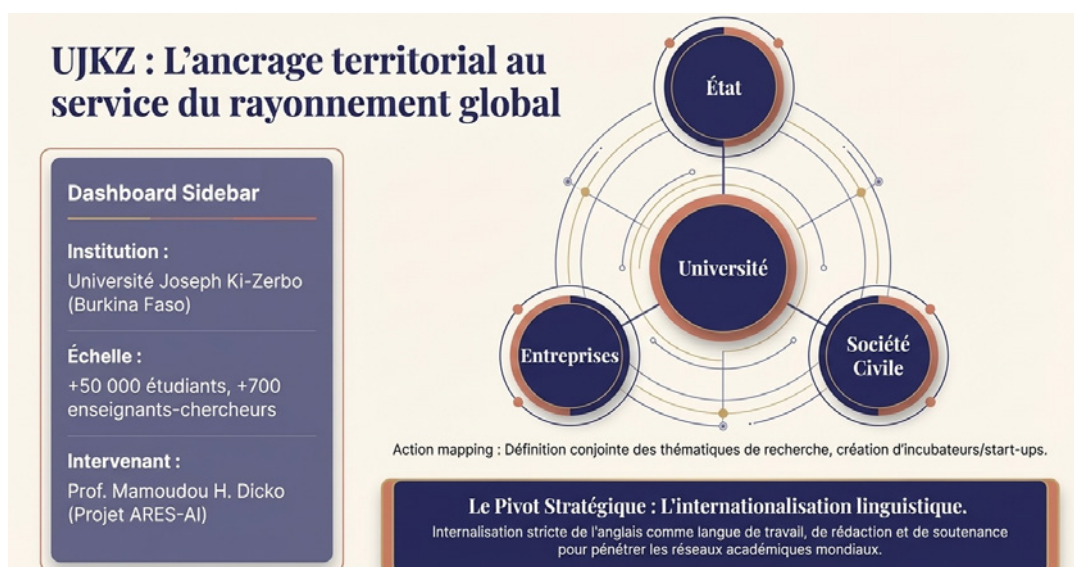 UJKZ : L’ancrage territorial au
service du rayonnement global
Dashboard Sidebar
Institution :
Université Joseph Ki-Zerbo
(Burkina Faso)
Échelle :
+50 000 étudiants, +700
enseignants-chercheurs
Intervenant :
Prof. Mamoudou H. Dicko
(Projet ARES-AI)
État
Université
Entreprises
Société
Civile
Action mapping : Définition conjointe des thématiques de recherche, création d'incubateurs/start-ups.
Le Pivot Stratégique : L'internationalisation linguistique.
Internalisation stricte de l'anglais comme langue de travail, de rédaction et de soutenance
pour pénétrer les réseaux académiques mondiaux.